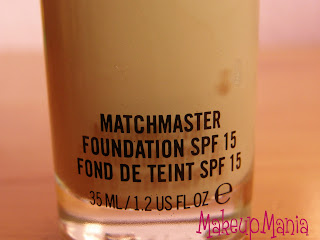 MATCHMASTER
FOUNDATION SPF 15
FOND DE TEINT SPF 15
35 ML / 1.2 US FL.OZ ℮
MakeupMania